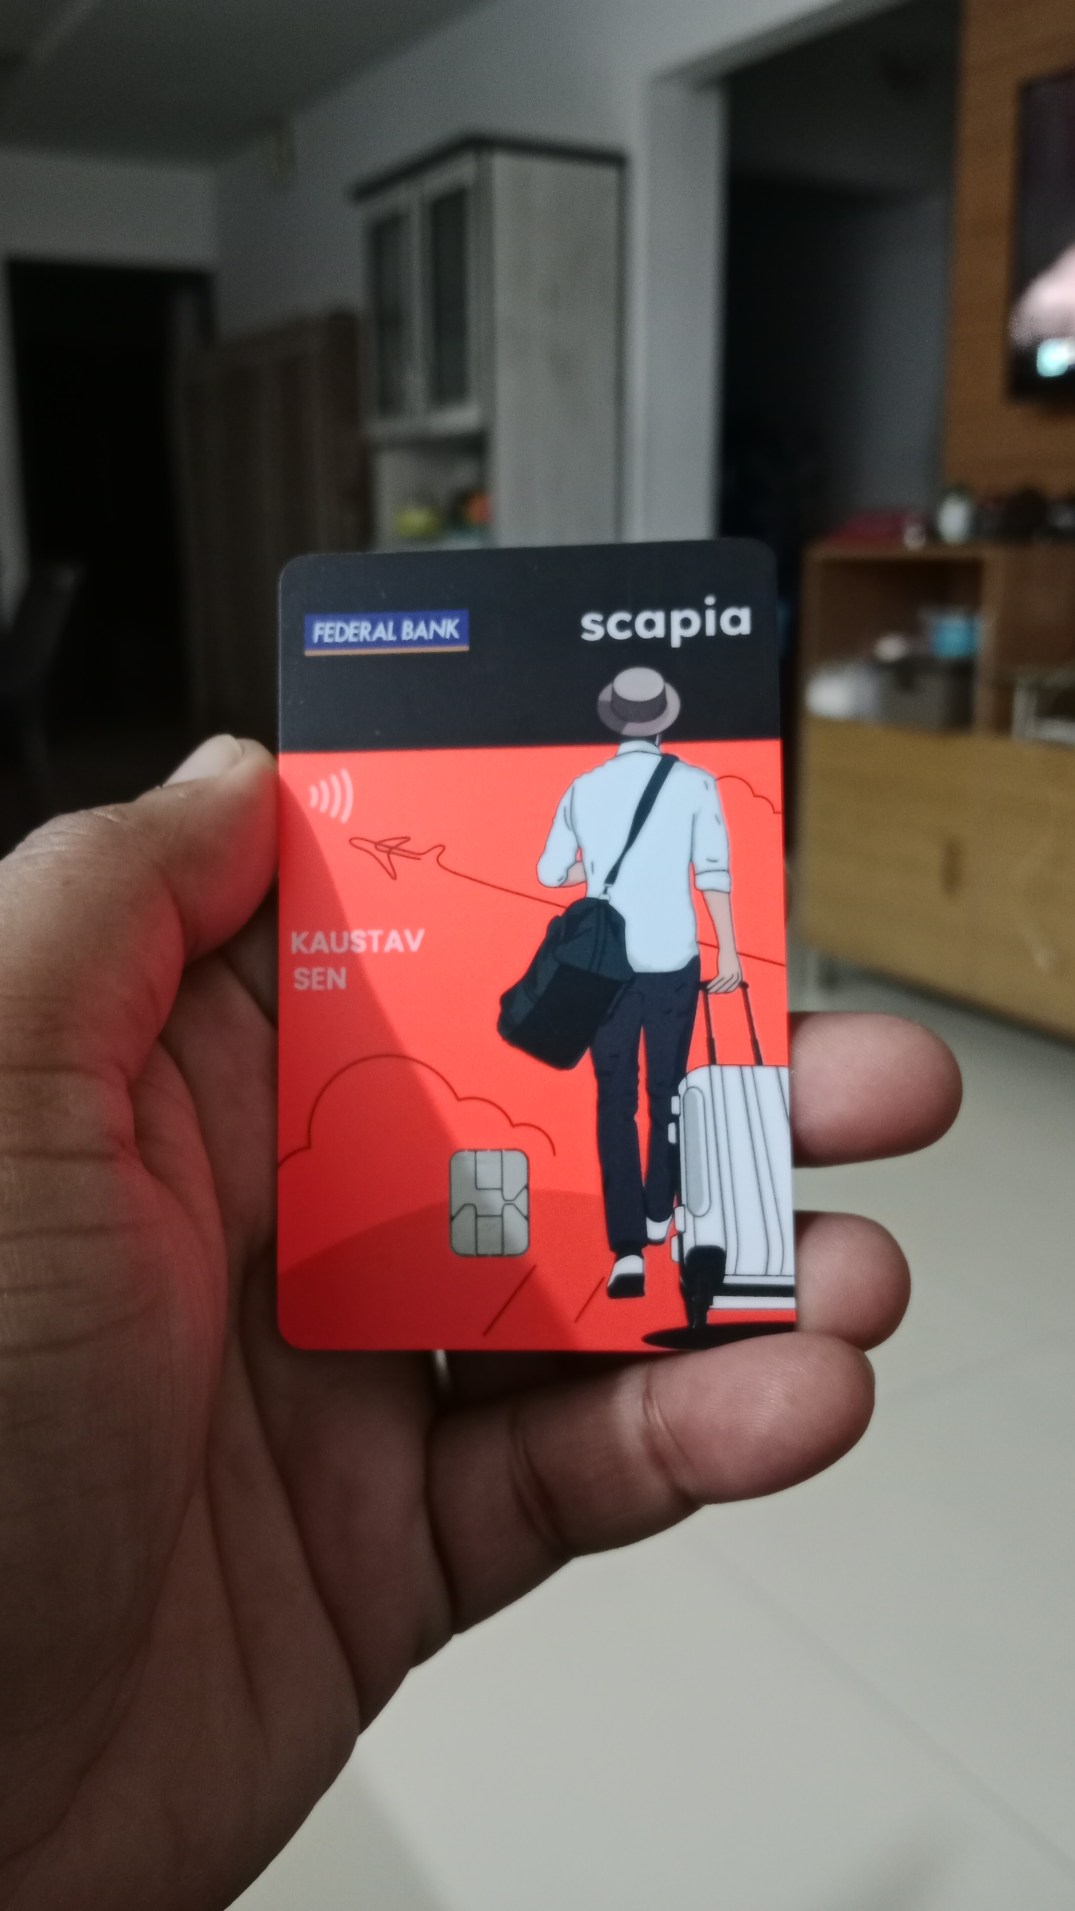 FEDERAL BANK
scapia
KAUSTAV
SEN